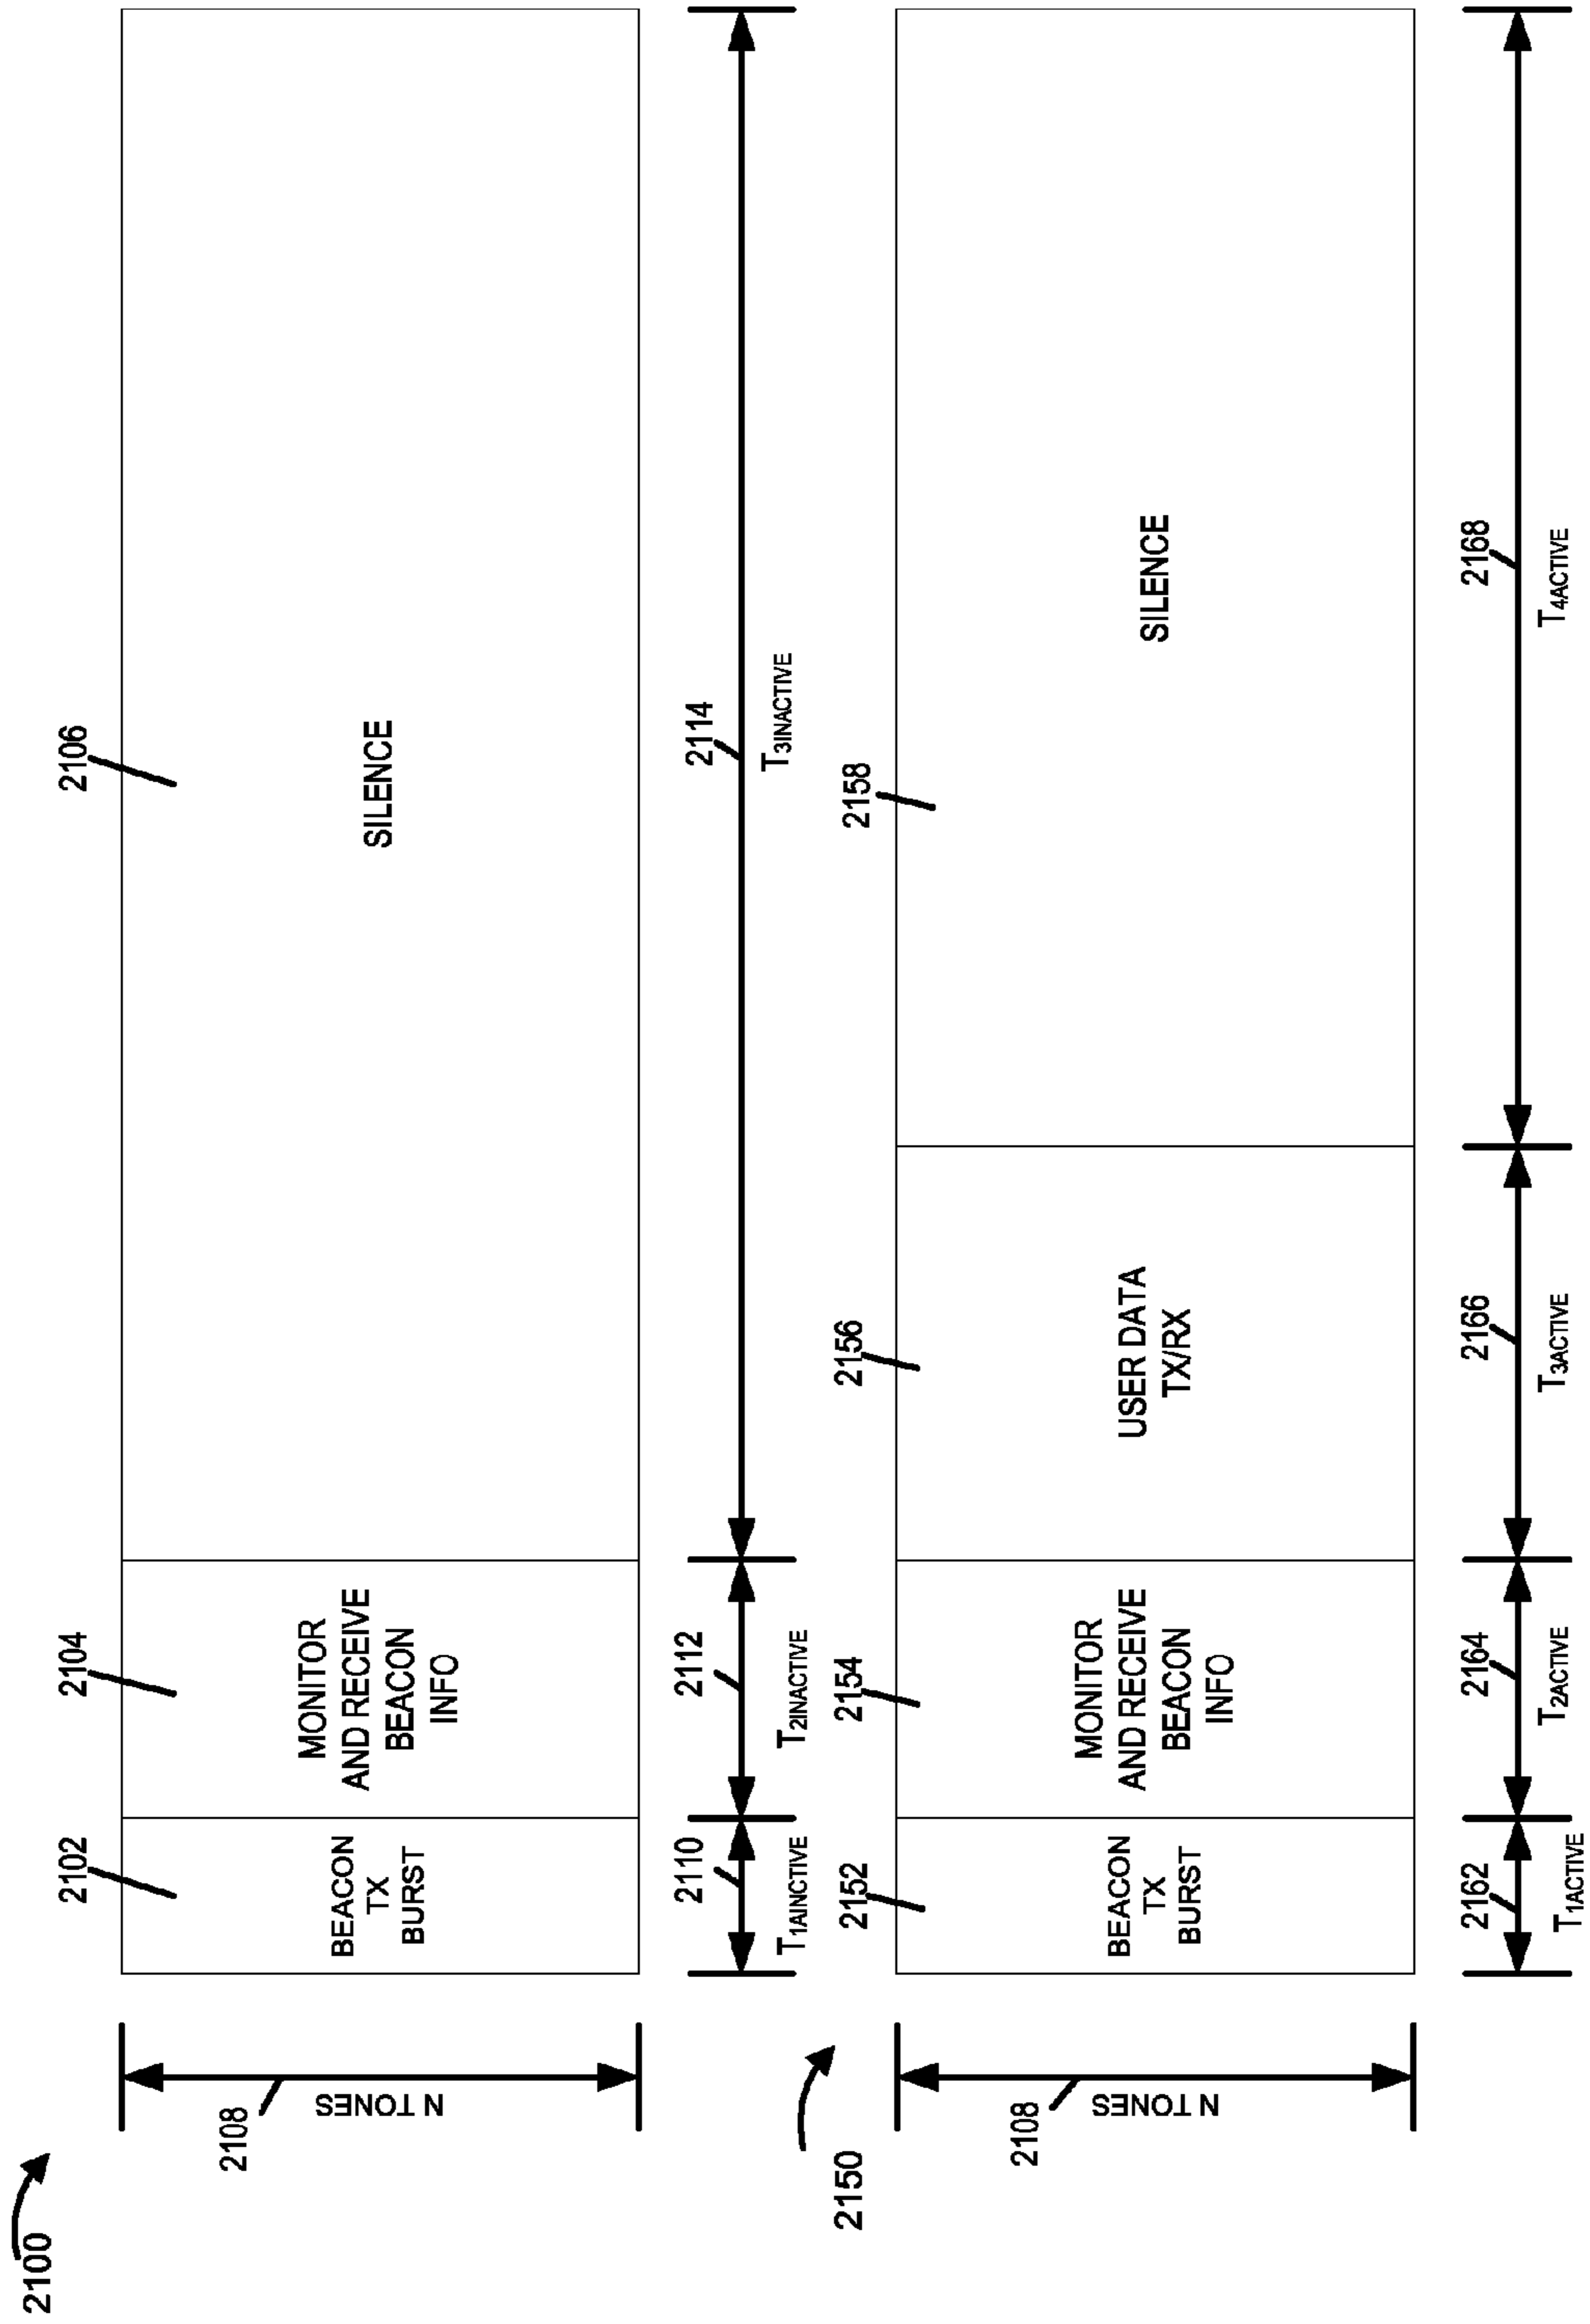 2100
2102
2104
2106
N TONES
2108
BEACON
TX
BURST
MONITOR
AND RECEIVE
BEACON
INFO
SILENCE
2110
2112
2114
T1AINCTIVE
T2INACTIVE
T3INACTIVE
2150
2152
2154
2156
2158
N TONES
2108
BEACON
TX
BURST
MONITOR
AND RECEIVE
BEACON
INFO
USER DATA
TX/RX
SILENCE
2162
2164
2166
2168
T1ACTIVE
T2ACTIVE
T3ACTIVE
T4ACTIVE